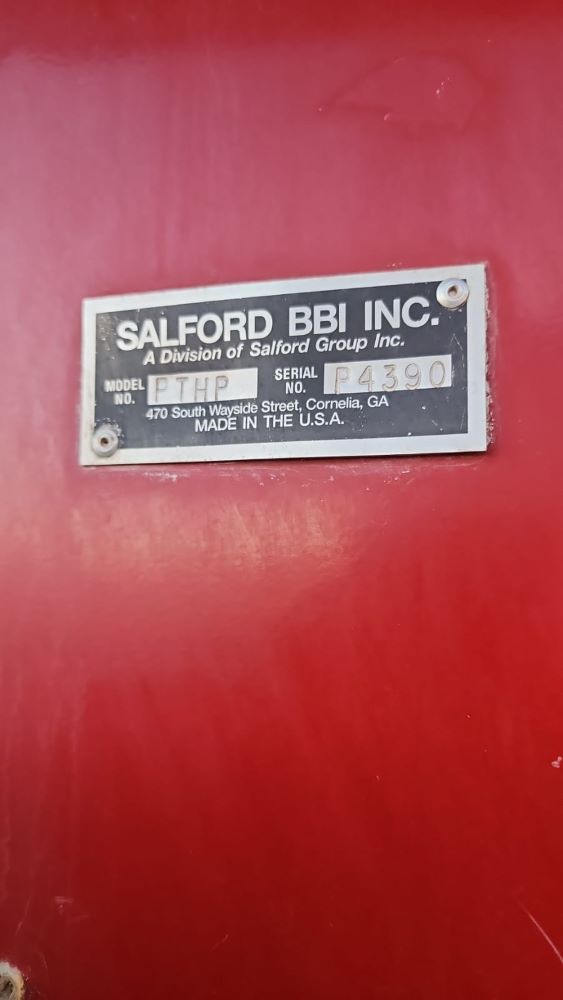 SALFORD BBI INC.
A Division of Salford Group Inc.
MODEL NO. PTHP SERIAL NO. P4390
470 South Wayside Street, Cornelia, GA
MADE IN THE U.S.A.